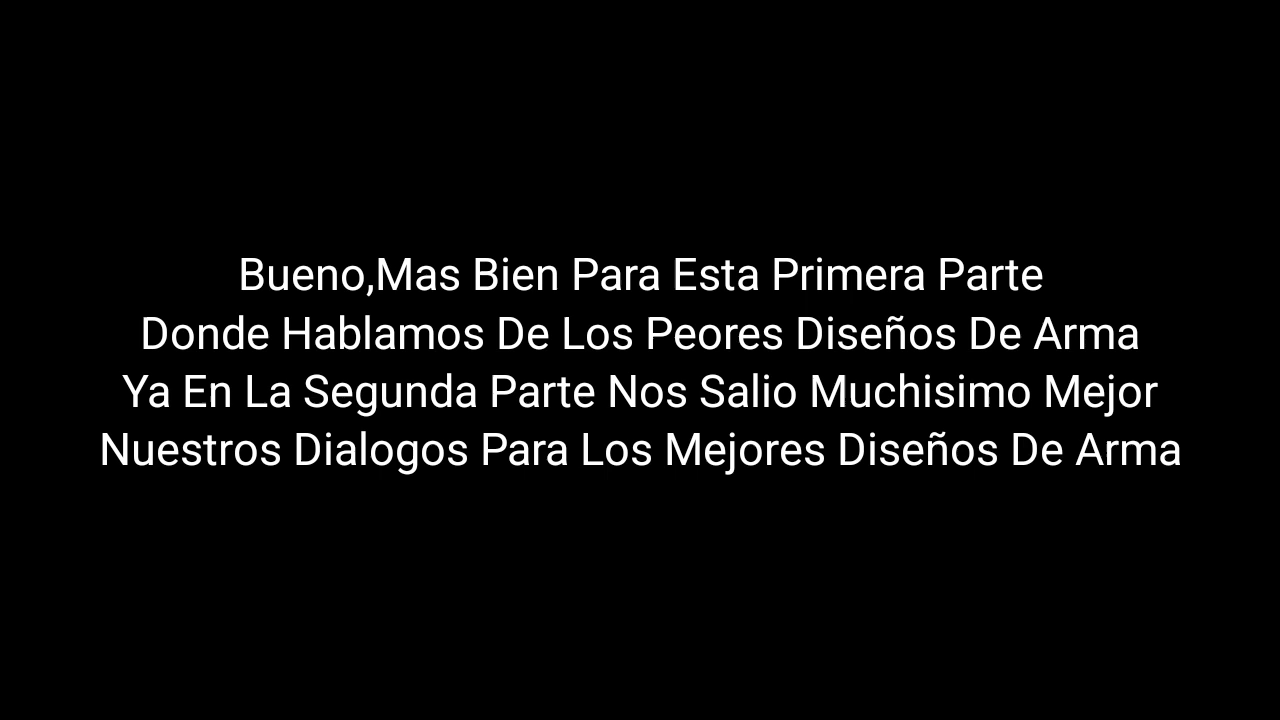 Bueno,Mas Bien Para Esta Primera Parte
Donde Hablamos De Los Peores Diseños De Arma
Ya En La Segunda Parte Nos Salio Muchisimo Mejor
Nuestros Dialogos Para Los Mejores Diseños De Arma